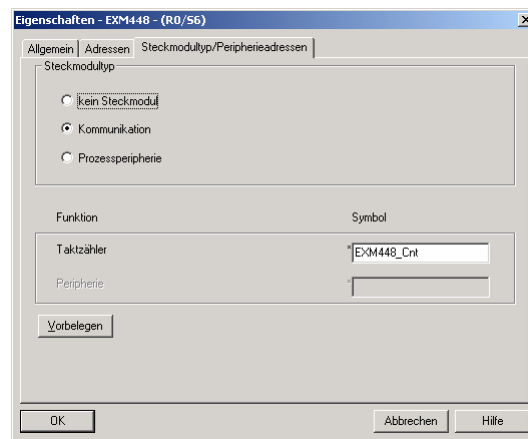 Eigenschaften - EXM448 - (R0/S6)
Allgemein Adressen Steckmodultyp/Peripherieadressen
Steckmodultyp
kein Steckmodul
Kommunikation
Prozessperipherie
Funktion Symbol
Taktzähler * EXM448_Cnt
Peripherie *
Vorbelegen
OK Abbrechen Hilfe